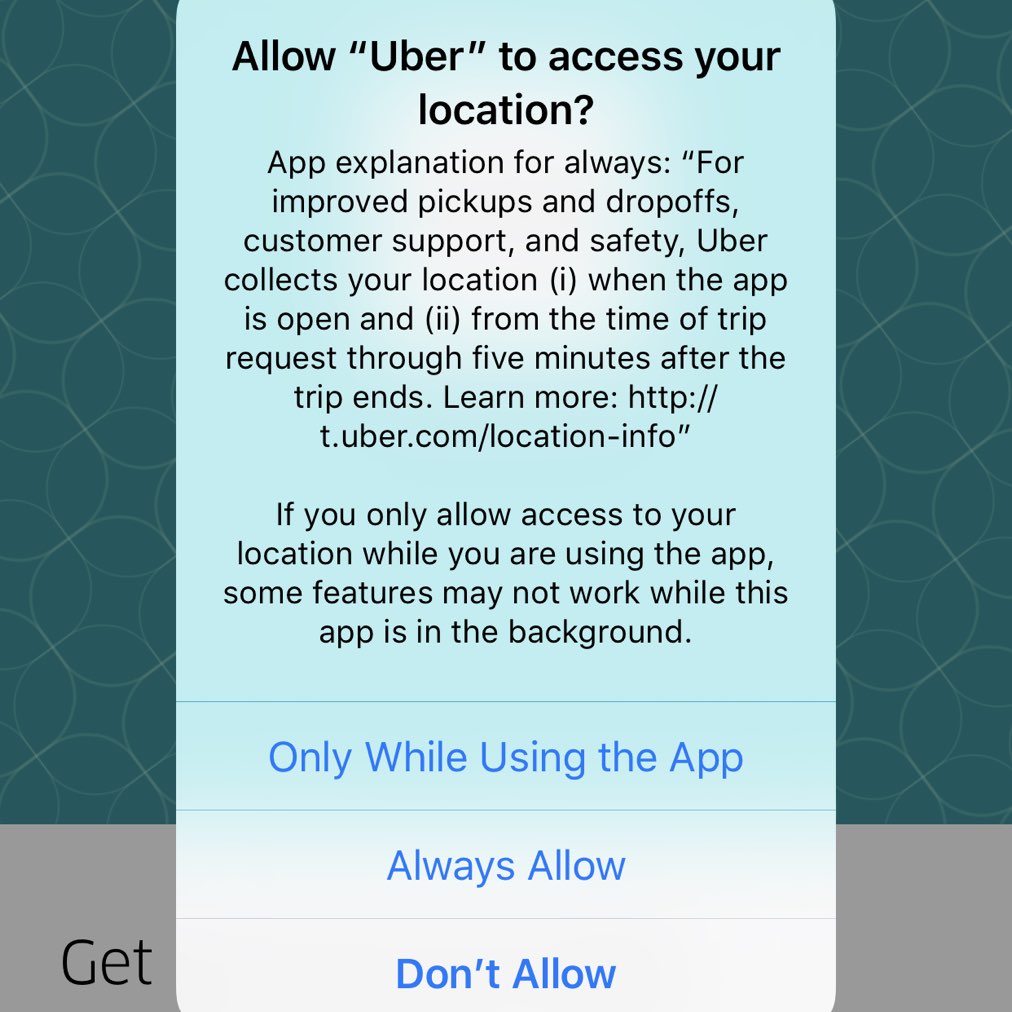 Allow “Uber” to access your
location?
App explanation for always: “For
improved pickups and dropoffs,
customer support, and safety, Uber
collects your location (i) when the app
is open and (ii) from the time of trip
request through five minutes after the
trip ends. Learn more: http://
t.uber.com/location-info”
If you only allow access to your
location while you are using the app,
some features may not work while this
app is in the background.
Only While Using the App
Always Allow
Get
Don’t Allow